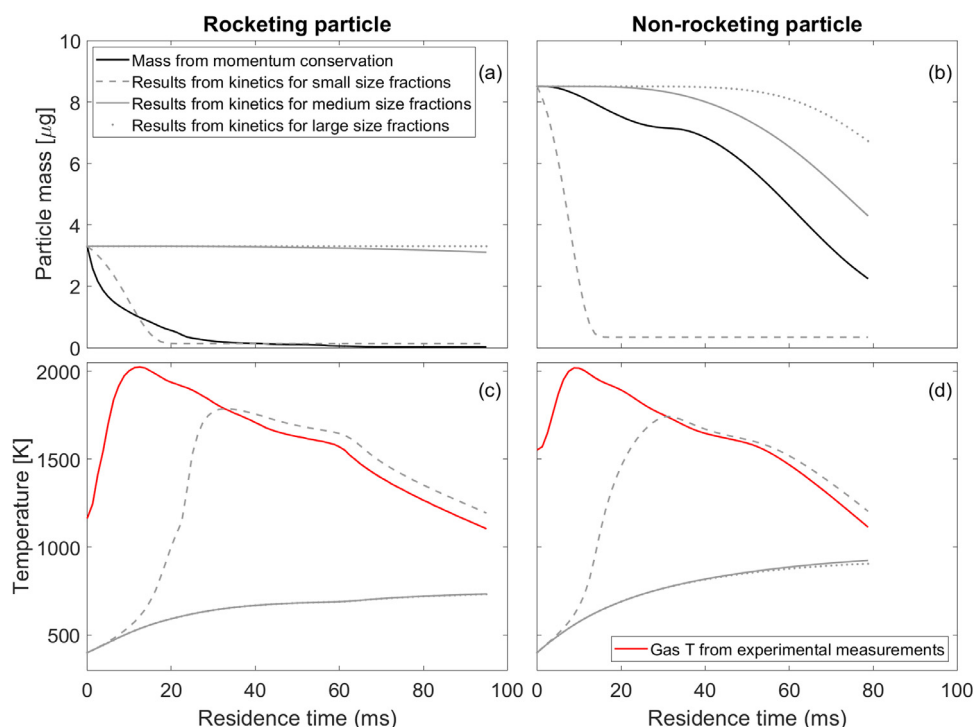 Rocketing particle
Non-rocketing particle
10
8
6
4
2
0
Particle mass [μg]
Mass from momentum conservation
Results from kinetics for small size fractions
Results from kinetics for medium size fractions
Results from kinetics for large size fractions
(a)
(b)
2000
1500
1000
500
Temperature [K]
(c)
(d)
Gas T from experimental measurements
0 20 40 60 80 100
0 20 40 60 80 100
Residence time (ms)
Residence time (ms)